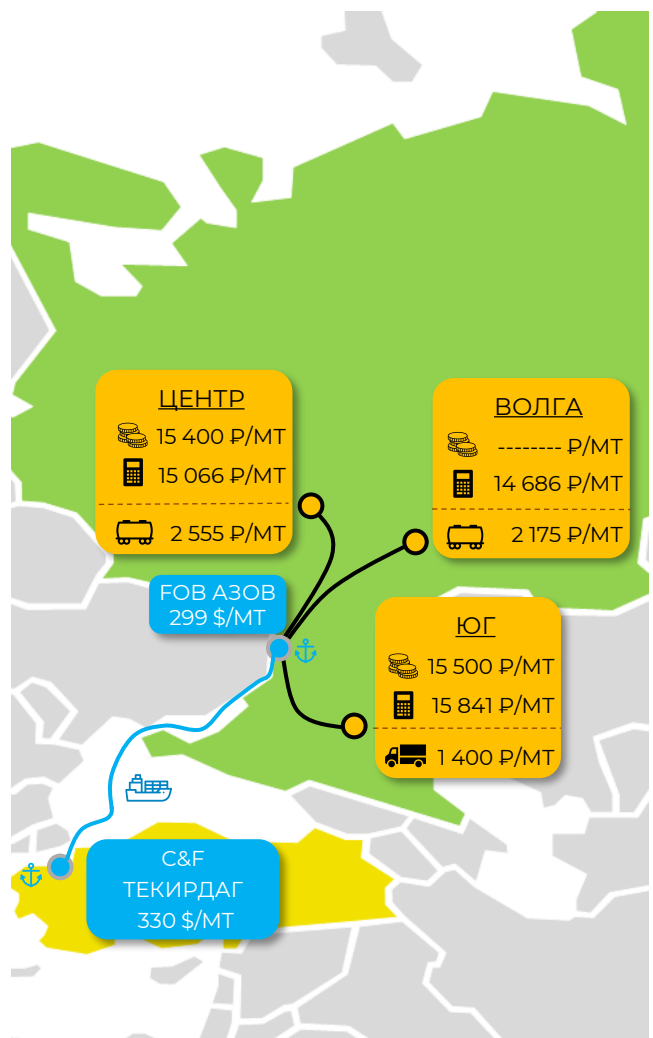 ЦЕНТР
15 400 ₽/МТ
15 066 ₽/МТ
2 555 ₽/МТ
ВОЛГА
-------- ₽/МТ
14 686 ₽/МТ
2 175 ₽/МТ
FOB АЗОВ
299 $/МТ
ЮГ
15 500 ₽/МТ
15 841 ₽/МТ
1 400 ₽/МТ
C&F
ТЕКИРДАГ
330 $/МТ